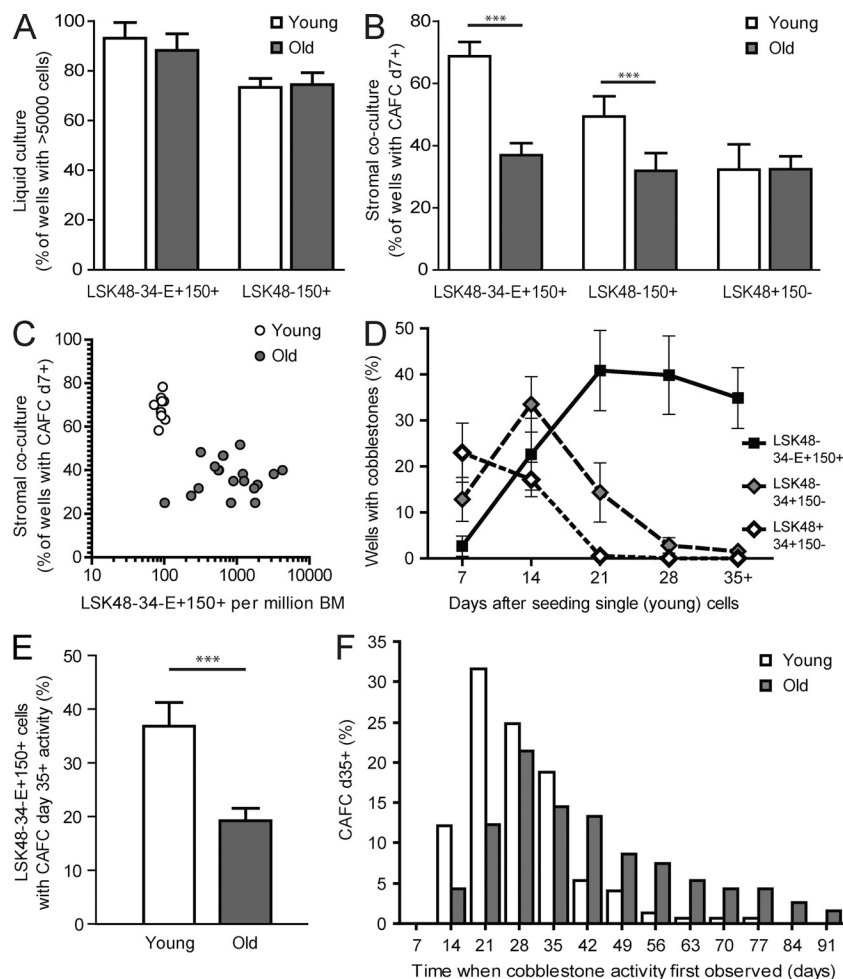 A
Young
Old
Liquid culture
(% of wells with >5000 cells)
100
80
60
40
20
0
LSK48-34-E+150+
LSK48-150+
B
Young
Old
Stromal co-culture
(% of wells with CAFC d7+)
80
60
40
20
0
***
***
LSK48-34-E+150+
LSK48-150+
LSK48+150-
C
Young
Old
Stromal co-culture
(% of wells with CAFC d7+)
100
80
60
40
20
0
10
100
1000
10000
LSK48-34-E+150+ per million BM
D
Wells with cobblestones (%)
50
40
30
20
10
0
7
14
21
28
35+
Days after seeding single (young) cells
LSK48-
34-E+150+
LSK48-
34+150-
LSK48+
34+150-
E
LSK48-34-E+150+ cells
with CAFC day 35+ activity (%)
50
40
30
20
10
0
***
Young
Old
F
Young
Old
CAFC d35+ (%)
35
30
25
20
15
10
5
0
7
14
21
28
35
42
49
56
63
70
77
84
91
Time when cobblestone activity first observed (days)